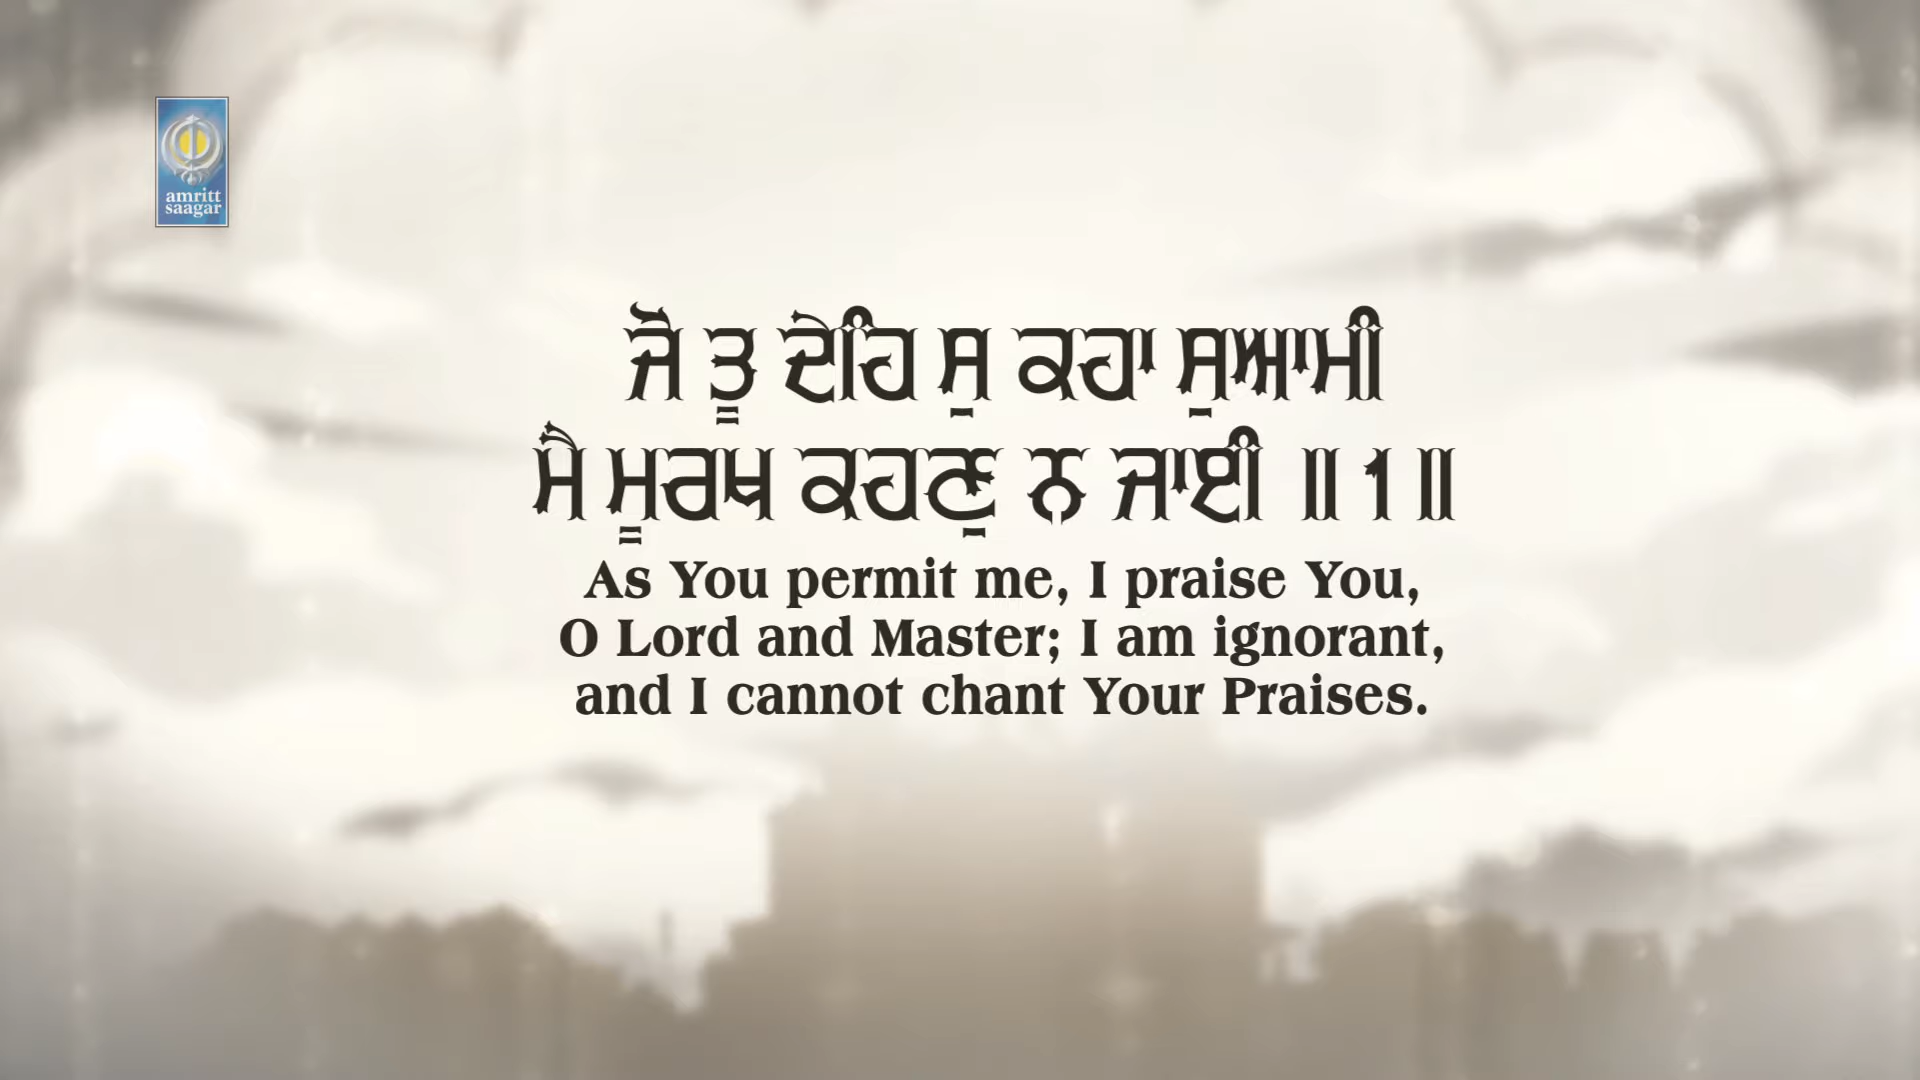 amritt
saagar
ਜੌ ਤੂ ਦੇਹਿ ਸੁ ਕਹਾ ਸੁਆਮੀ
ਮੈ ਮੂਰਖ ਕਹਣੁ ਨ ਜਾਈ ॥ 1 ॥
As You permit me, I praise You,
O Lord and Master; I am ignorant,
and I cannot chant Your Praises.